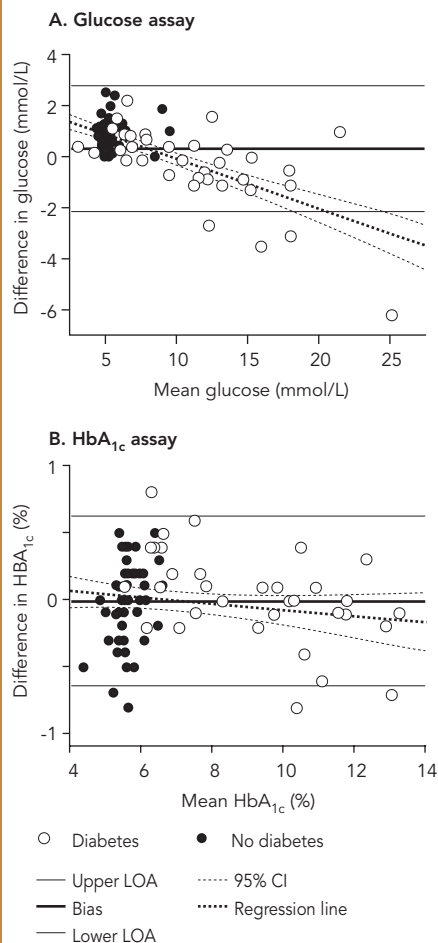 A. Glucose assay
4
2
0
-2
-4
-6
Difference in glucose (mmol/L)
5 10 15 20 25
Mean glucose (mmol/L)
B. HbA1c assay
1
0
-1
Difference in HBA1c (%)
4 6 8 10 12 14
Mean HbA1c (%)
Diabetes No diabetes
Upper LOA 95% CI
Bias Regression line
Lower LOA